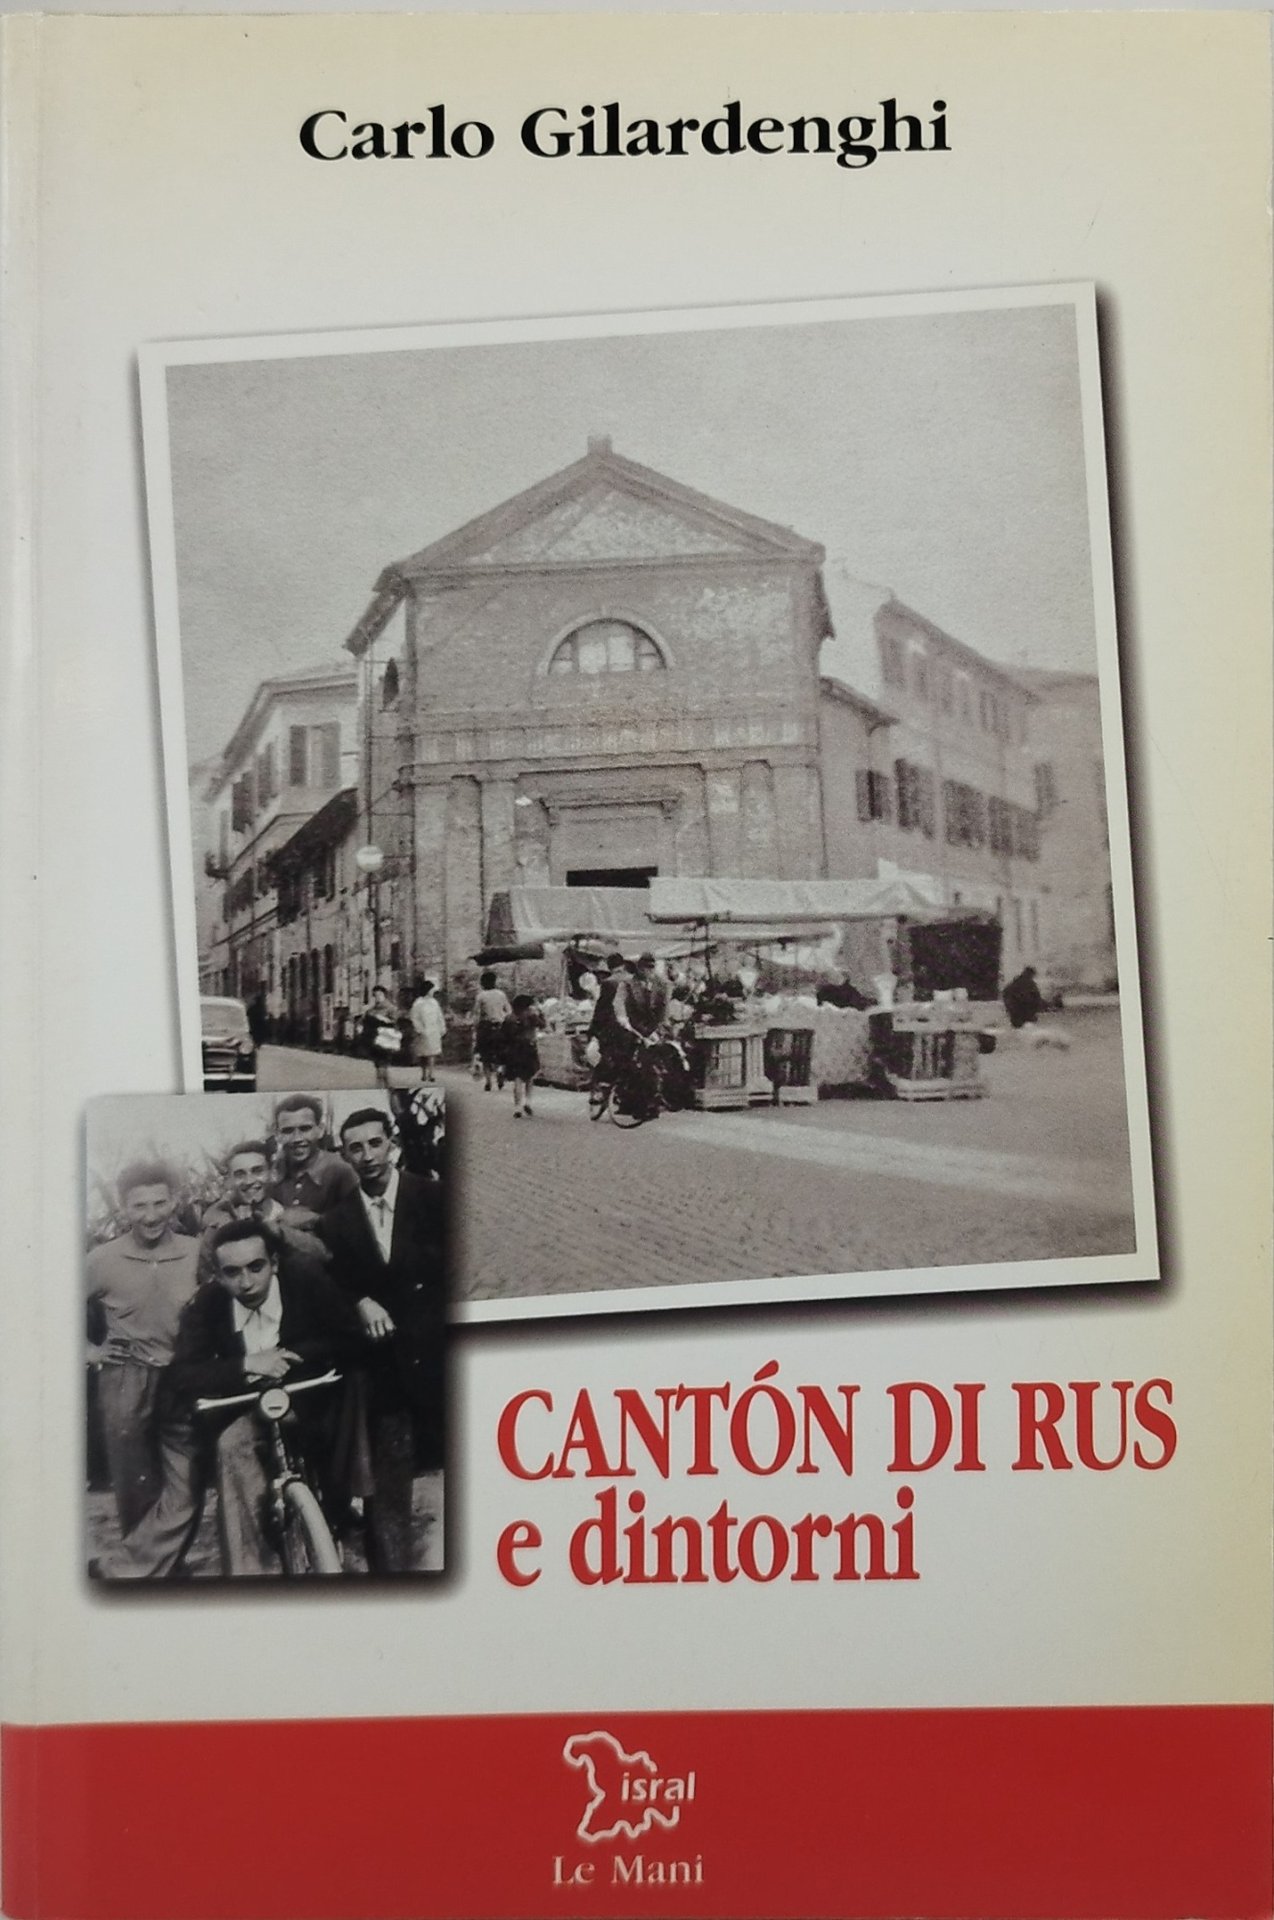 Carlo Gilardenghi
CANTÓN DI RUS
e dintorni
isral
Le Mani